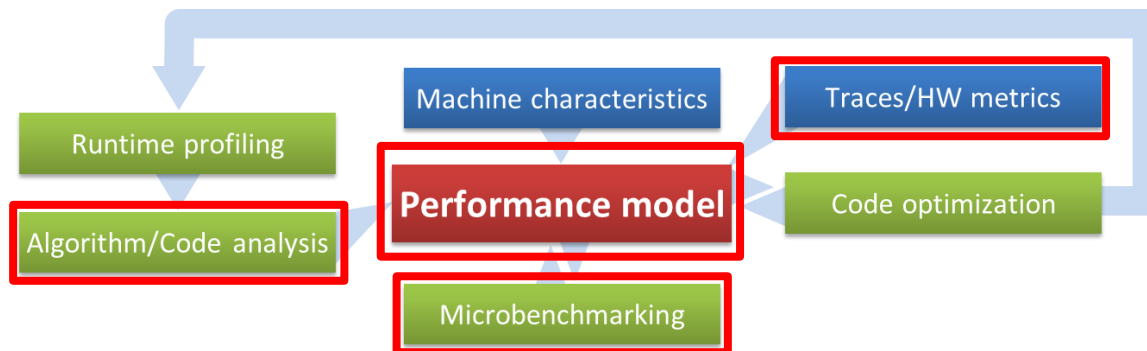 Machine characteristics
Traces/HW metrics
Runtime profiling
Performance model
Code optimization
Algorithm/Code analysis
Microbenchmarking